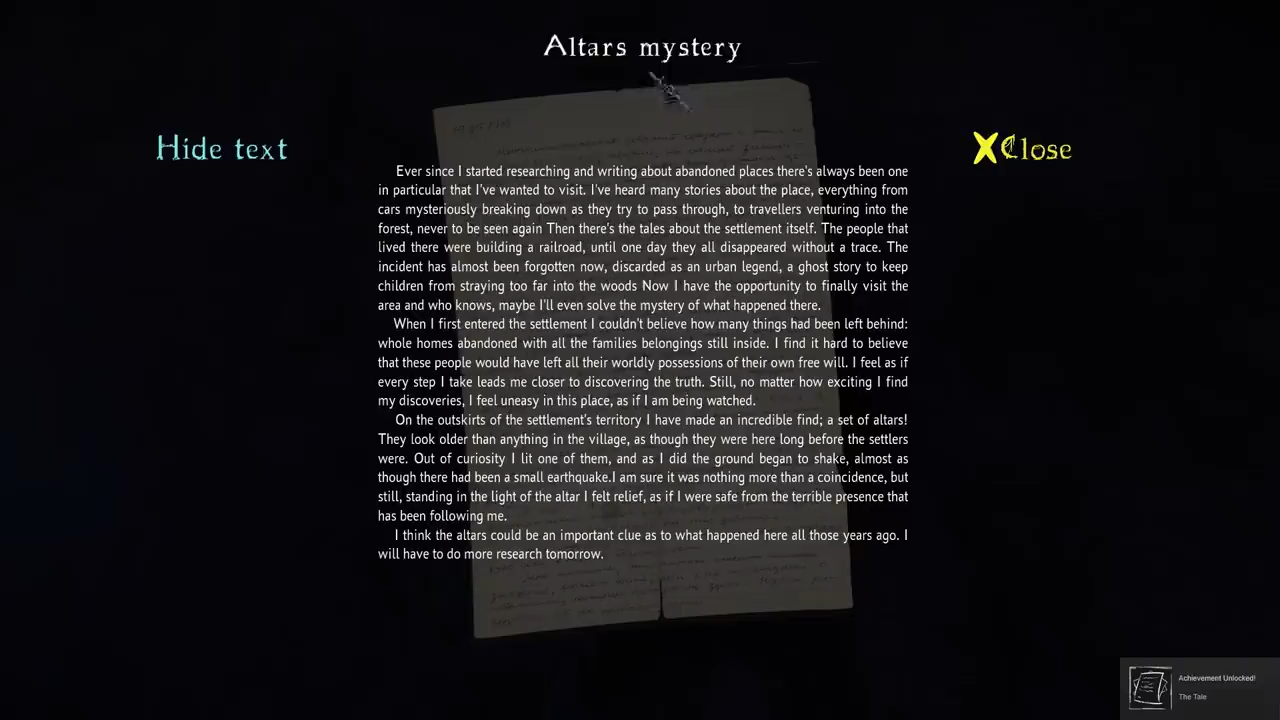 Altars mystery
Hide text
Close
Ever since I started researching and writing about abandoned places there's always been one
in particular that I've wanted to visit. I've heard many stories about the place, everything from
cars mysteriously breaking down as they try to pass through, to travellers venturing into the
forest, never to be seen again Then there's the tales about the settlement itself. The people that
lived there were building a railroad, until one day they all disappeared without a trace. The
incident has almost been forgotten now, discarded as an urban legend, a ghost story to keep
children from straying too far into the woods Now I have the opportunity to finally visit the
area and who knows, maybe I'll even solve the mystery of what happened there.
When I first entered the settlement I couldn't believe how many things had been left behind:
whole homes abandoned with all the families belongings still inside. I find it hard to believe
that these people would have left all their worldly possessions of their own free will. I feel as if
every step I take leads me closer to discovering the truth. Still, no matter how exciting I find
my discoveries, I feel uneasy in this place, as if I am being watched.
On the outskirts of the settlement's territory I have made an incredible find; a set of altars!
They look older than anything in the village, as though they were here long before the settlers
were. Out of curiosity I lit one of them, and as I did the ground began to shake, almost as
though there had been a small earthquake.I am sure it was nothing more than a coincidence, but
still, standing in the light of the altar I felt relief, as if I were safe from the terrible presence that
has been following me.
I think the altars could be an important clue as to what happened here all those years ago. I
will have to do more research tomorrow.
Achievement Unlocked!
The Tale